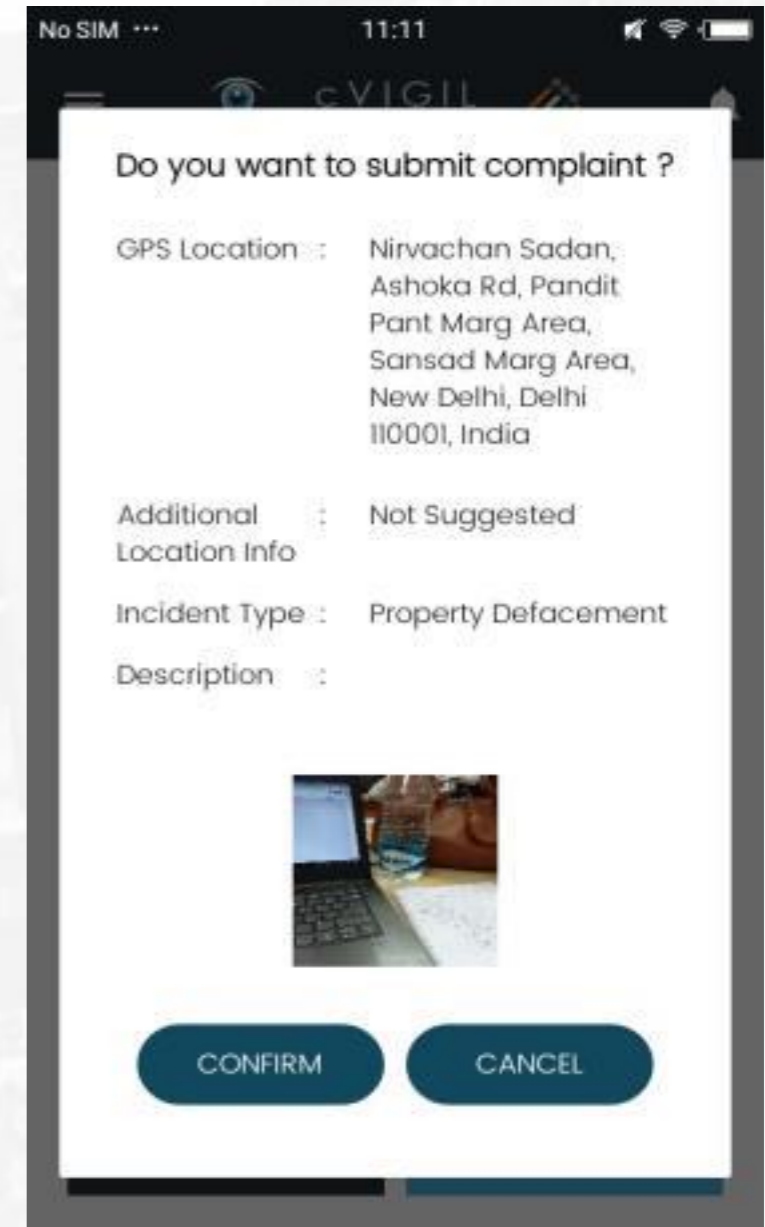 No SIM ···
11:11
cVIGIL
Do you want to submit complaint ?
GPS Location : Nirvachan Sadan,
Ashoka Rd, Pandit
Pant Marg Area,
Sansad Marg Area,
New Delhi, Delhi
110001, India
Additional : Not Suggested
Location Info
Incident Type : Property Defacement
Description :
CONFIRM
CANCEL